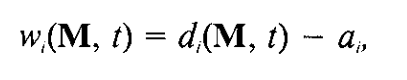 wᵢ(M, t) = dᵢ(M, t) − aᵢ,